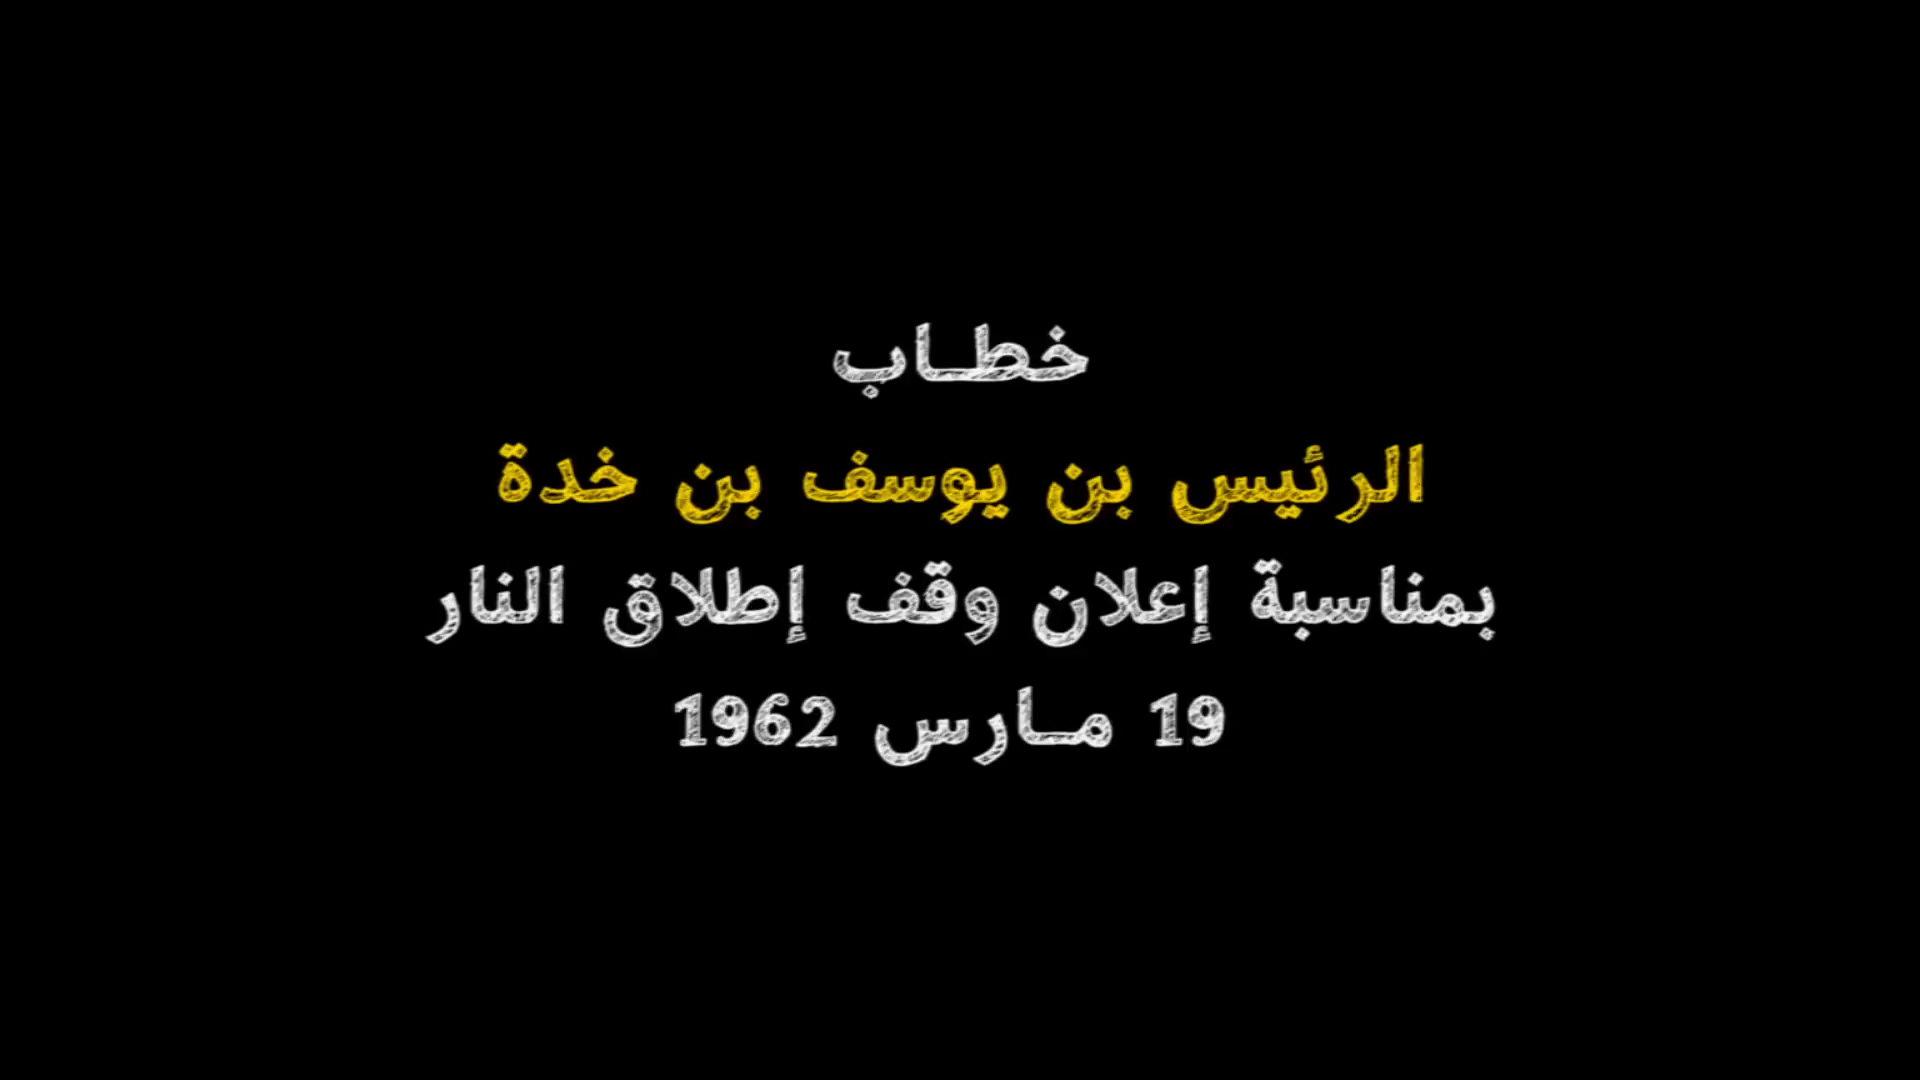 خطـاب
الرئيس بن يوسف بن خدة
بمناسبة إعلان وقف إطلاق النار
19 مـارس 1962